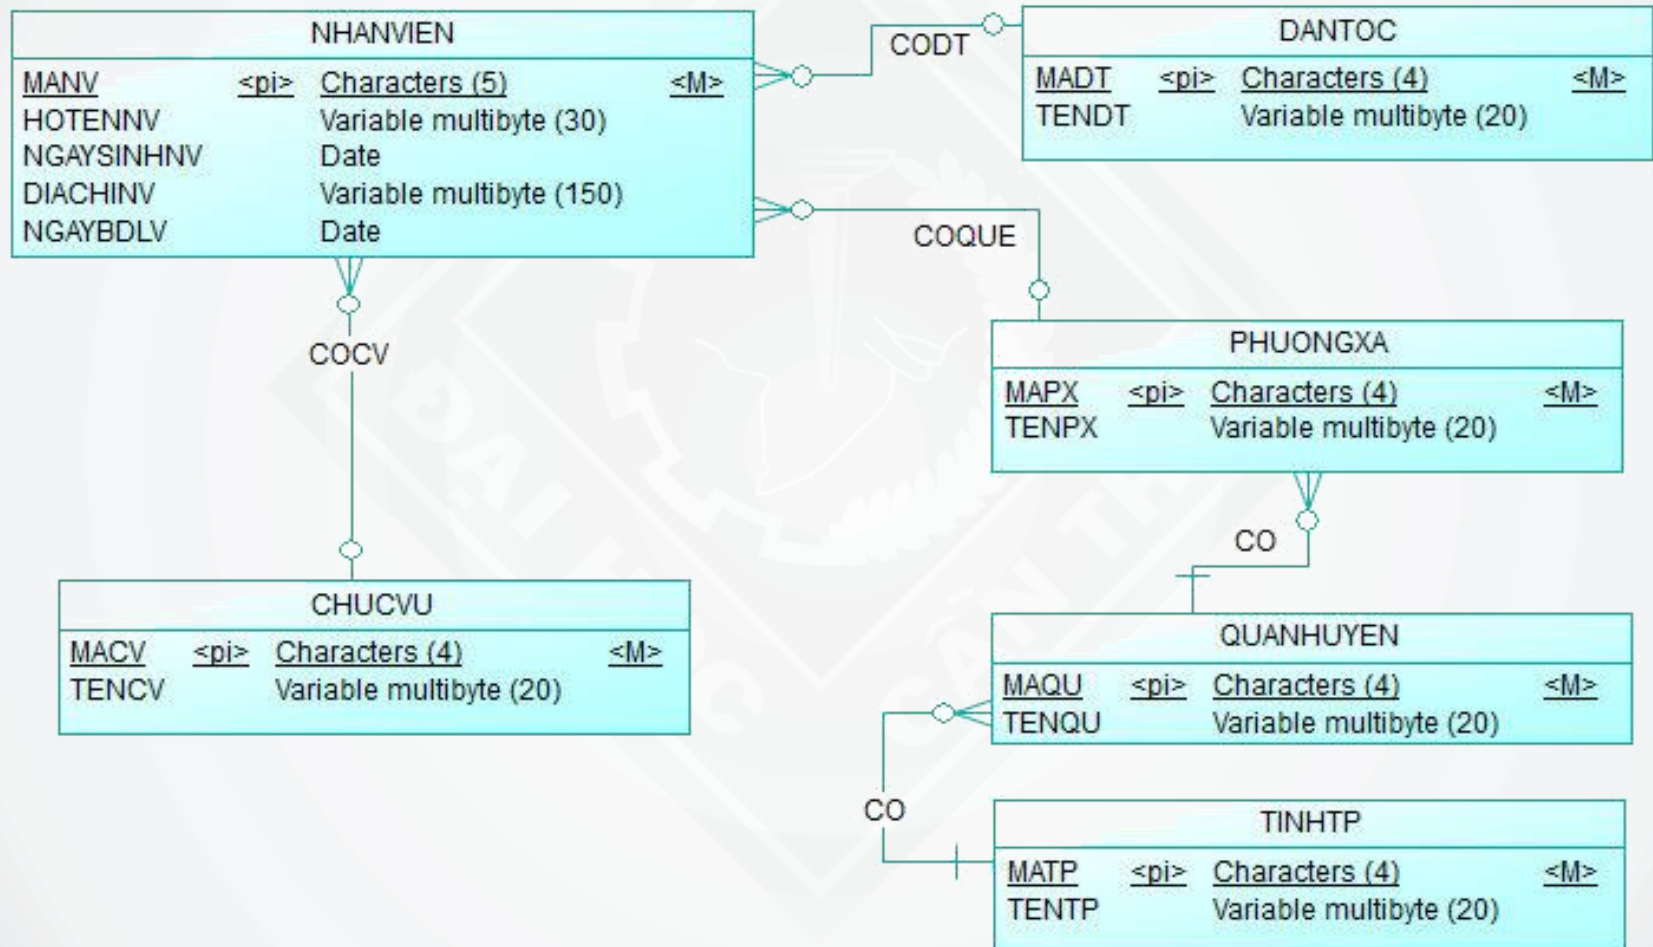 NHANVIEN
MANV <pi> Characters (5) <M>
HOTENNV Variable multibyte (30)
NGAYSINHNV Date
DIACHINV Variable multibyte (150)
NGAYBDLV Date
CODT
DANTOC
MADT <pi> Characters (4) <M>
TENDT Variable multibyte (20)
COQUE
COCV
PHUONGXA
MAPX <pi> Characters (4) <M>
TENPX Variable multibyte (20)
CO
CHUCVU
MACV <pi> Characters (4) <M>
TENCV Variable multibyte (20)
QUANHUYEN
MAQU <pi> Characters (4) <M>
TENQU Variable multibyte (20)
CO
TINHTP
MATP <pi> Characters (4) <M>
TENTP Variable multibyte (20)
ĐẠI
CẦN